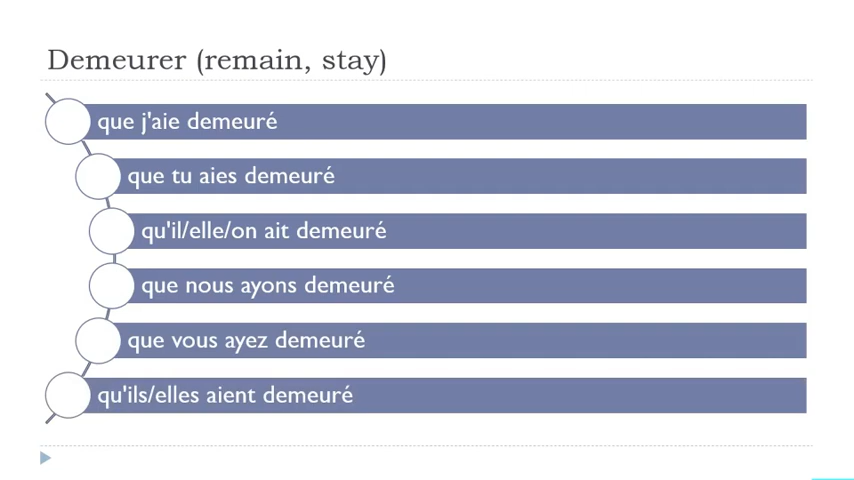 Demeurer (remain, stay)
que j'aie demeuré
que tu aies demeuré
qu'il/elle/on ait demeuré
que nous ayons demeuré
que vous ayez demeuré
qu'ils/elles aient demeuré